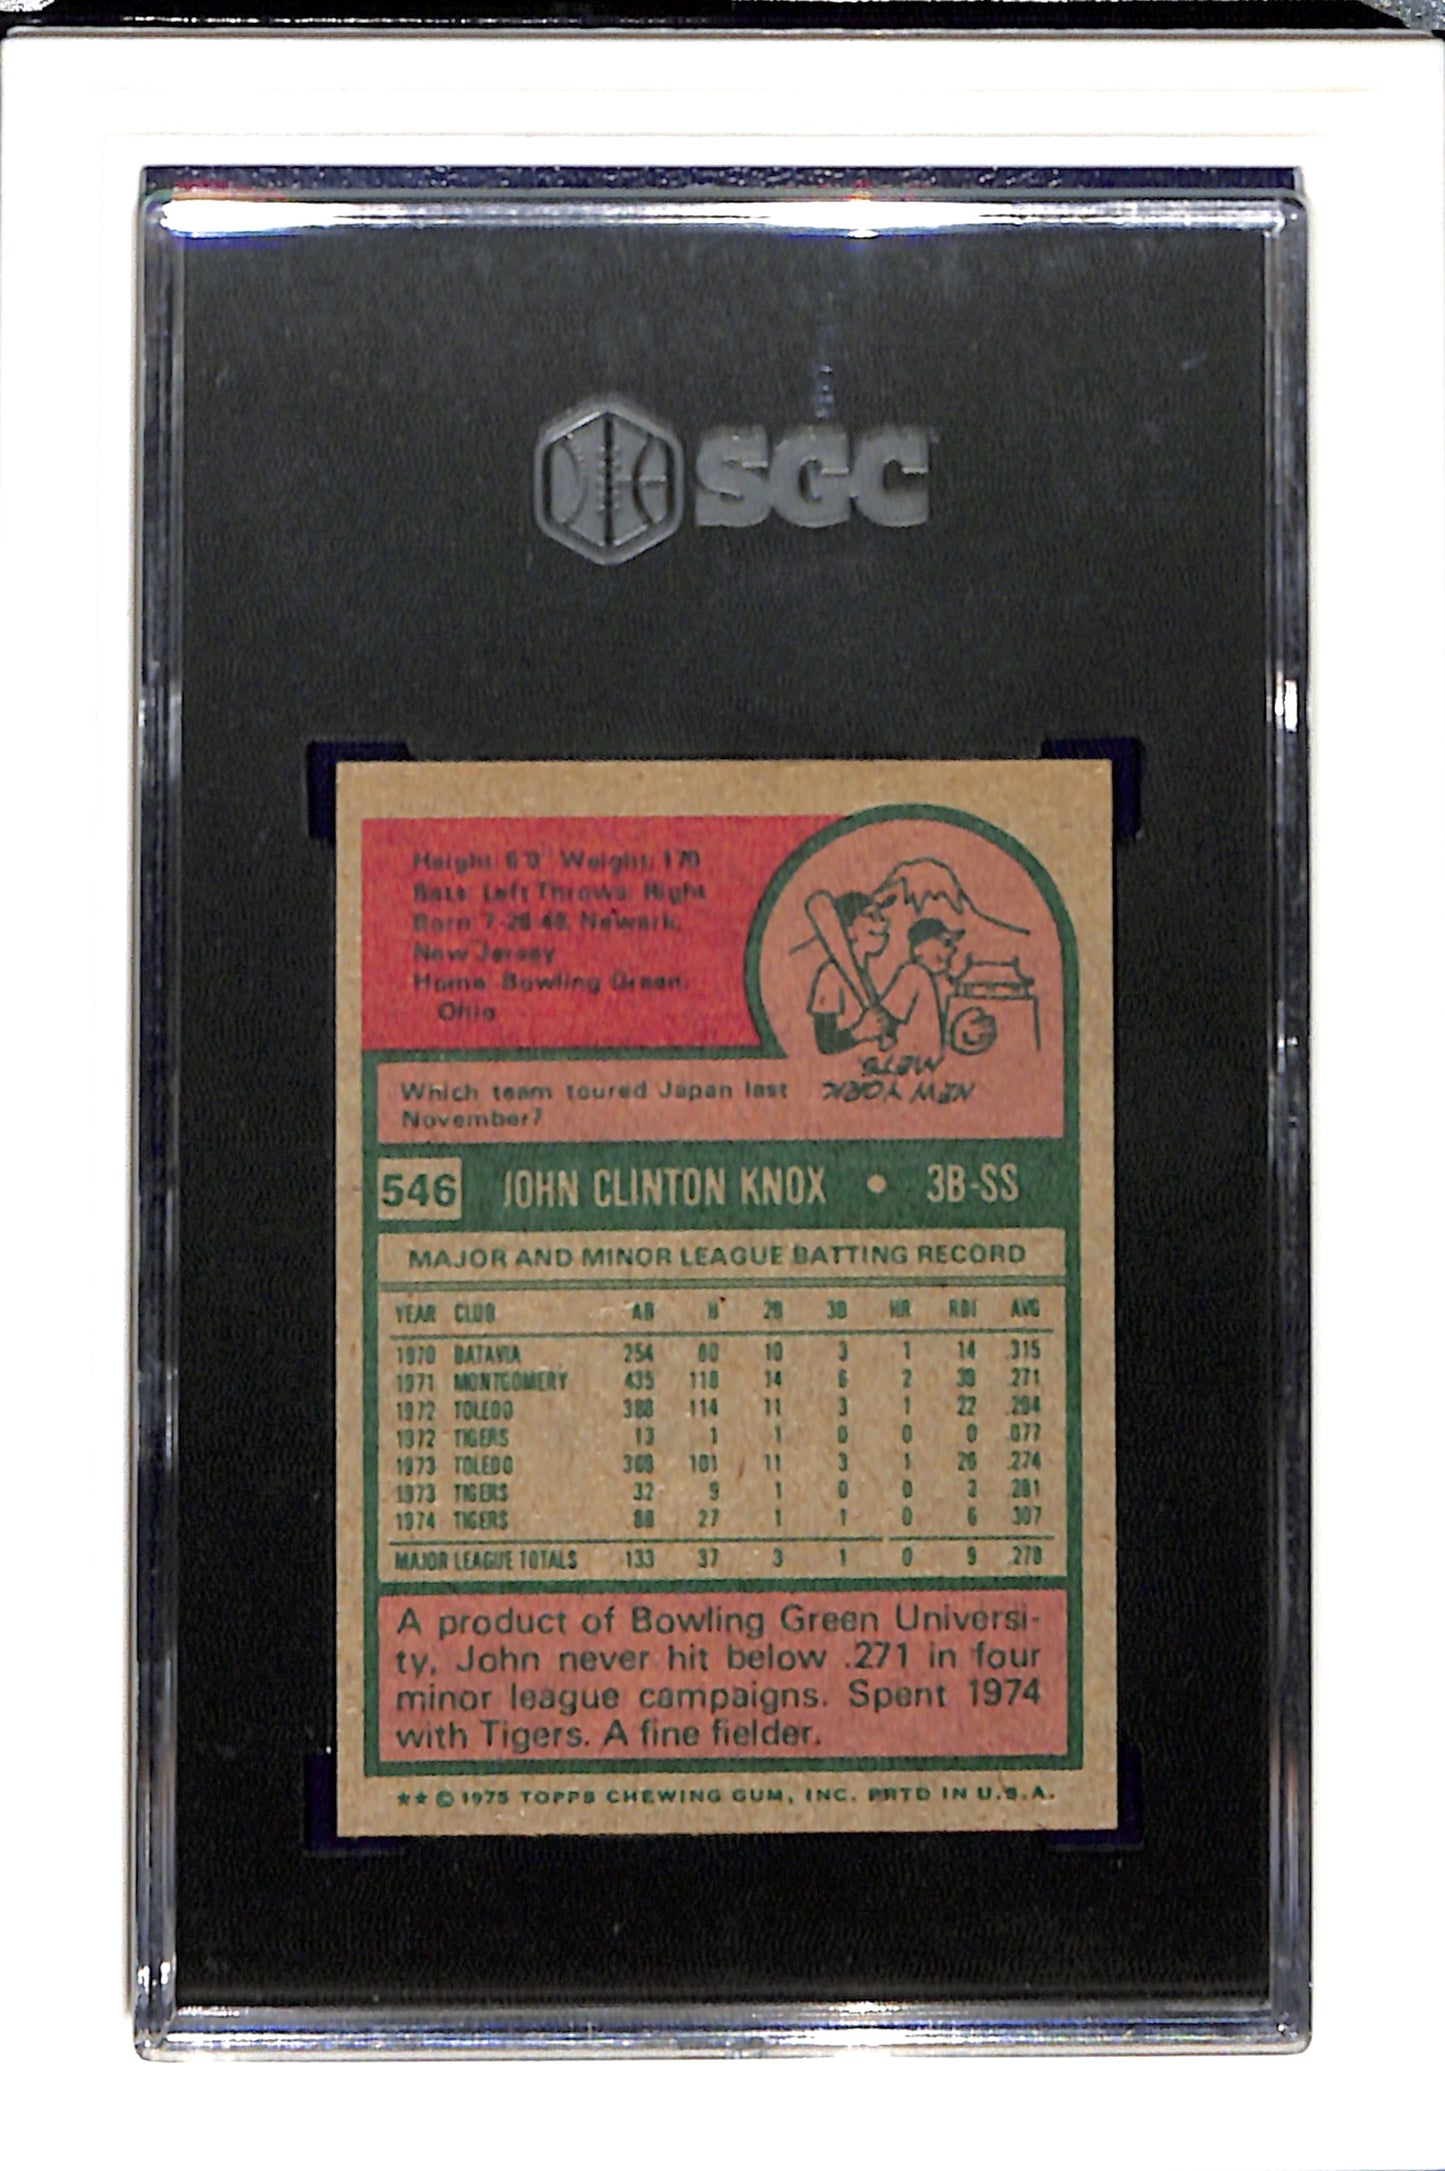 SGC
Height: 6'0" Weight: 170
Bats: Left Throws: Right
Born: 7-26-48, Newark,
New Jersey
Home: Bowling Green,
Ohio
Which team toured Japan last
November?
NEW YORK
METS.
546 JOHN CLINTON KNOX • 3B-SS
MAJOR AND MINOR LEAGUE BATTING RECORD
YEAR CLUB AB H 2B 3B HR RBI AVG
1970 BATAVIA 254 80 10 3 1 14 .315
1971 MONTGOMERY 435 118 14 6 2 30 .271
1972 TOLEDO 388 114 11 3 1 22 .294
1972 TIGERS 13 1 1 0 0 0 .077
1973 TOLEDO 101 11 3 1 .274
1973 TIGERS 32 9 1 0 0 3 .281
1974 TIGERS 88 27 1 1 0 6 .307
MAJOR LEAGUE TOTALS 133 37 3 1 0 9 .278
A product of Bowling Green Universi-
ty, John never hit below .271 in four
minor league campaigns. Spent 1974
with Tigers. A fine fielder.
** © 1975 TOPPS CHEWING GUM, INC. PRTD IN U.S.A.